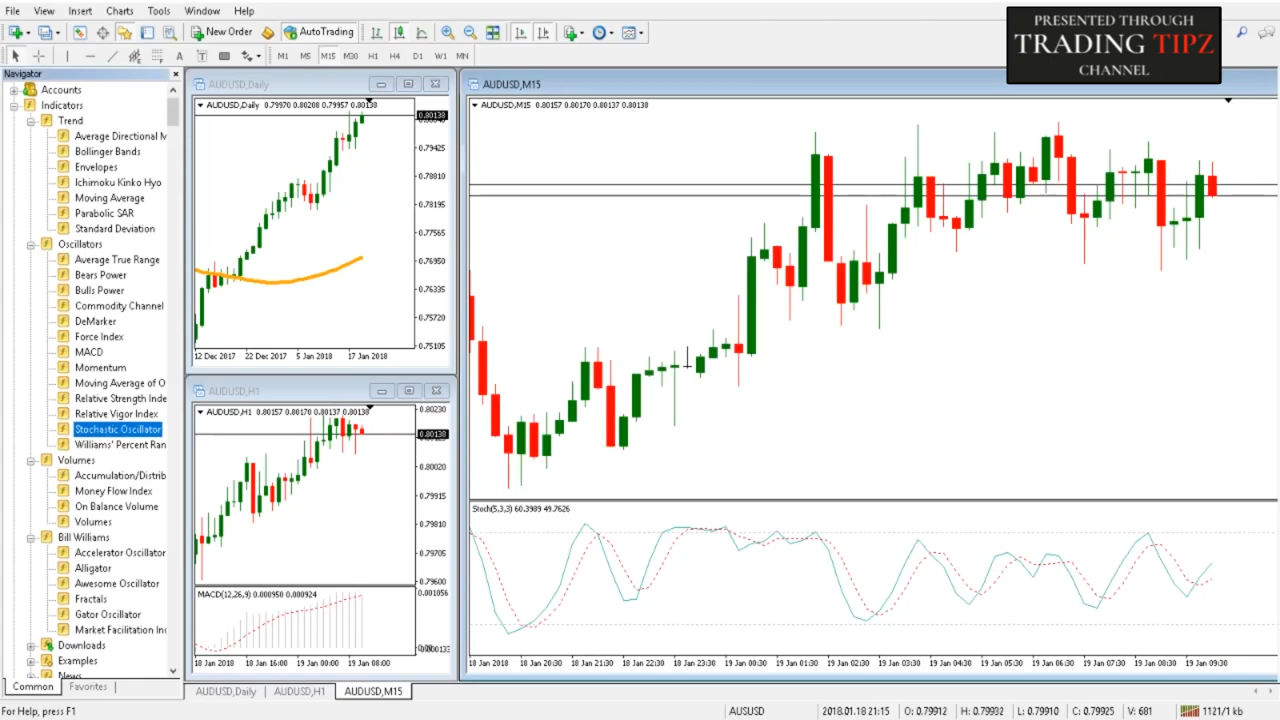 File View Insert Charts Tools Window Help
New Order AutoTrading
A T M1 M5 M15 M30 H1 H4 D1 W1 MN
PRESENTED THROUGH
TRADING TIPZ
CHANNEL
Navigator
Accounts
Indicators
Trend
Average Directional M
Bollinger Bands
Envelopes
Ichimoku Kinko Hyo
Moving Average
Parabolic SAR
Standard Deviation
Oscillators
Average True Range
Bears Power
Bulls Power
Commodity Channel
DeMarker
Force Index
MACD
Momentum
Moving Average of O
Relative Strength Inde
Relative Vigor Index
Stochastic Oscillator
Williams' Percent Ran
Volumes
Accumulation/Distrib
Money Flow Index
On Balance Volume
Volumes
Bill Williams
Accelerator Oscillator
Alligator
Awesome Oscillator
Fractals
Gator Oscillator
Market Facilitation Inc
Downloads
Examples
News
Common Favorites
AUDUSD,Daily
AUDUSD,Daily 0.79970 0.80208 0.79957 0.80138
0.80138
0.79425
0.78810
0.78195
0.77565
0.76950
0.76335
0.75720
0.75105
12 Dec 2017 22 Dec 2017 5 Jan 2018 17 Jan 2018
AUDUSD,H1
AUDUSD,H1 0.80157 0.80170 0.80137 0.80138
0.80230
0.80138
0.80020
0.79915
0.79810
0.79705
0.79600
MACD(12,26,9) 0.000950 0.000924
0.001056
18 Jan 2018 18 Jan 16:00 19 Jan 00:00 19 Jan 08:00
AUDUSD,M15
AUDUSD,M15 0.80157 0.80170 0.80137 0.80138
Stoch(5,3,3) 60.3989 49.7626
18 Jan 2018 18 Jan 20:30 18 Jan 21:30 18 Jan 22:30 18 Jan 23:30 19 Jan 00:30 19 Jan 01:30 19 Jan 02:30 19 Jan 03:30 19 Jan 04:30 19 Jan 05:30 19 Jan 06:30 19 Jan 07:30 19 Jan 08:30 19 Jan 09:30
AUDUSD,Daily AUDUSD,H1 AUDUSD,M15
For Help, press F1 AUSUSD 2018.01.18 21:15 O: 0.79912 H: 0.79932 L: 0.79910 C: 0.79925 V: 681 1121/1 kb